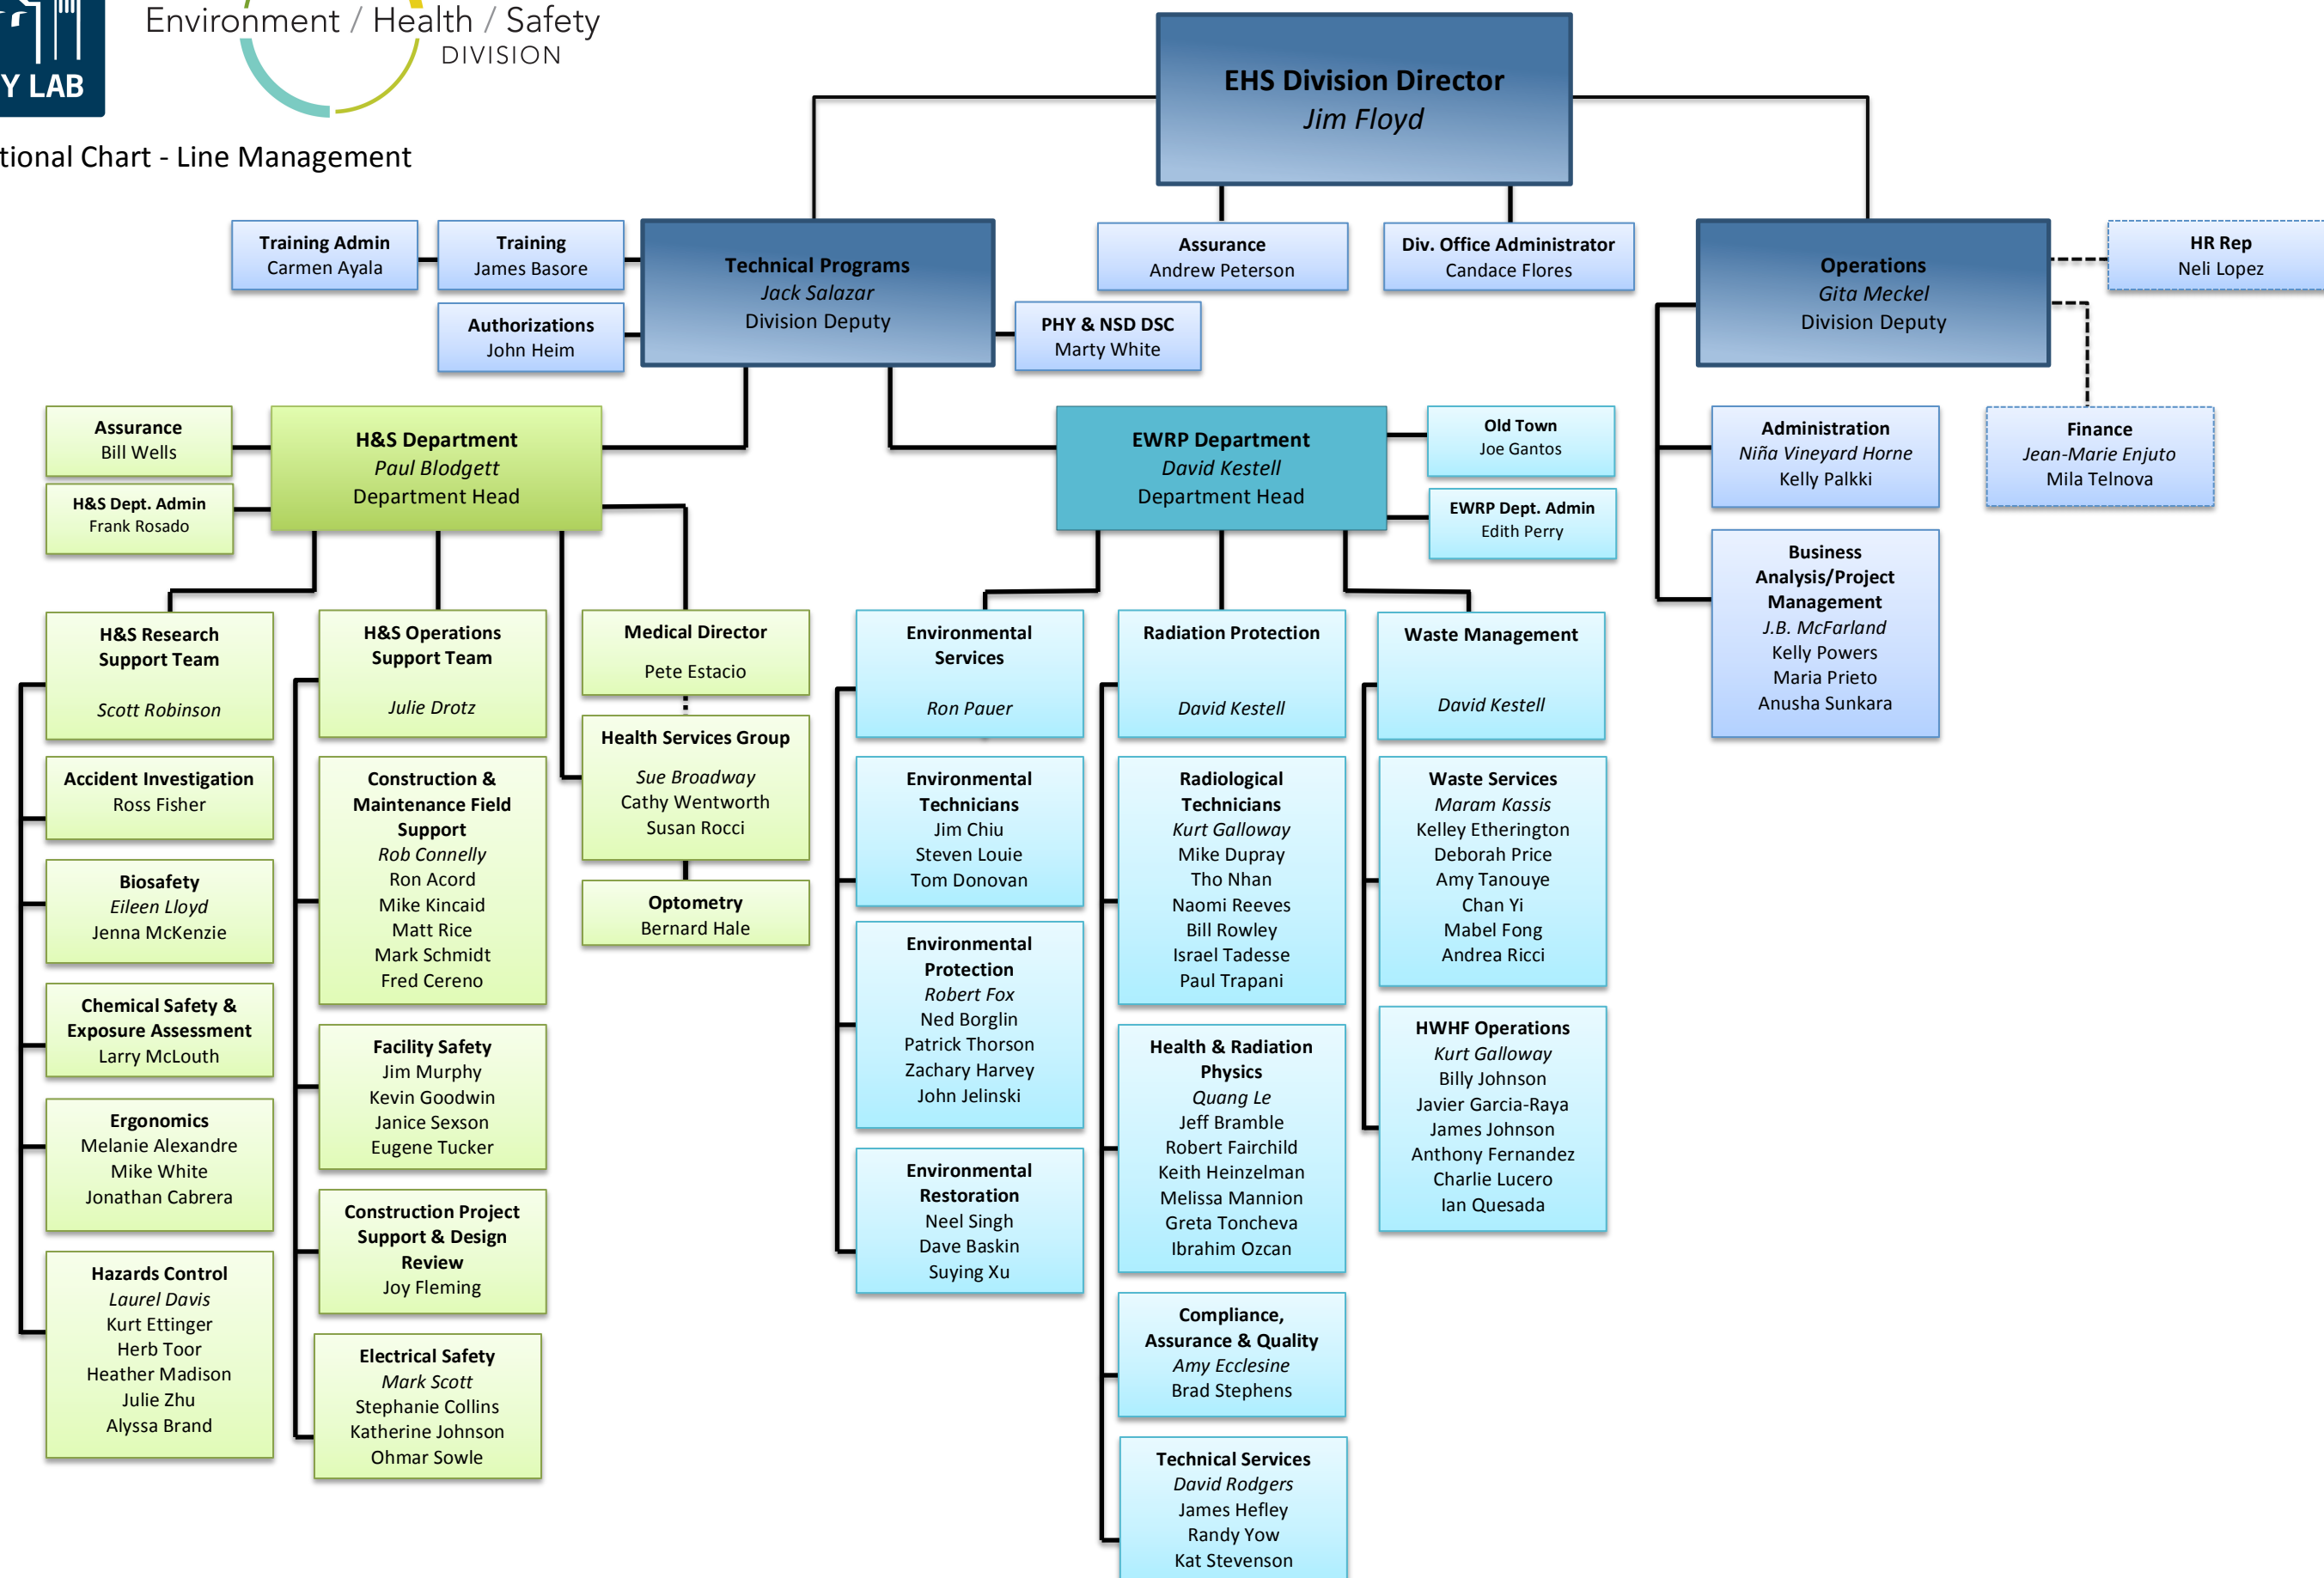 Y LAB
Environment / Health / Safety
DIVISION
tional Chart - Line Management
EHS Division Director
Jim Floyd
Training Admin
Carmen Ayala
Training
James Basore
Authorizations
John Heim
Technical Programs
Jack Salazar
Division Deputy
PHY & NSD DSC
Marty White
Assurance
Andrew Peterson
Div. Office Administrator
Candace Flores
Operations
Gita Meckel
Division Deputy
HR Rep
Neli Lopez
Assurance
Bill Wells
H&S Dept. Admin
Frank Rosado
H&S Department
Paul Blodgett
Department Head
EWRP Department
David Kestell
Department Head
Old Town
Joe Gantos
EWRP Dept. Admin
Edith Perry
Administration
Niña Vineyard Horne
Kelly Palkki
Finance
Jean-Marie Enjuto
Mila Telnova
Business
Analysis/Project
Management
J.B. McFarland
Kelly Powers
Maria Prieto
Anusha Sunkara
H&S Research
Support Team
Scott Robinson
Accident Investigation
Ross Fisher
Biosafety
Eileen Lloyd
Jenna McKenzie
Chemical Safety &
Exposure Assessment
Larry McLouth
Ergonomics
Melanie Alexandre
Mike White
Jonathan Cabrera
Hazards Control
Laurel Davis
Kurt Ettinger
Herb Toor
Heather Madison
Julie Zhu
Alyssa Brand
H&S Operations
Support Team
Julie Drotz
Construction &
Maintenance Field
Support
Rob Connelly
Ron Acord
Mike Kincaid
Matt Rice
Mark Schmidt
Fred Cereno
Facility Safety
Jim Murphy
Kevin Goodwin
Janice Sexson
Eugene Tucker
Construction Project
Support & Design
Review
Joy Fleming
Electrical Safety
Mark Scott
Stephanie Collins
Katherine Johnson
Ohmar Sowle
Medical Director
Pete Estacio
Health Services Group
Sue Broadway
Cathy Wentworth
Susan Rocci
Optometry
Bernard Hale
Environmental
Services
Ron Pauer
Environmental
Technicians
Jim Chiu
Steven Louie
Tom Donovan
Environmental
Protection
Robert Fox
Ned Borglin
Patrick Thorson
Zachary Harvey
John Jelinski
Environmental
Restoration
Neel Singh
Dave Baskin
Suying Xu
Radiation Protection
David Kestell
Radiological
Technicians
Kurt Galloway
Mike Dupray
Tho Nhan
Naomi Reeves
Bill Rowley
Israel Tadesse
Paul Trapani
Health & Radiation
Physics
Quang Le
Jeff Bramble
Robert Fairchild
Keith Heinzelman
Melissa Mannion
Greta Toncheva
Ibrahim Ozcan
Compliance,
Assurance & Quality
Amy Ecclesine
Brad Stephens
Technical Services
David Rodgers
James Hefley
Randy Yow
Kat Stevenson
Waste Management
David Kestell
Waste Services
Maram Kassis
Kelley Etherington
Deborah Price
Amy Tanouye
Chan Yi
Mabel Fong
Andrea Ricci
HWHF Operations
Kurt Galloway
Billy Johnson
Javier Garcia-Raya
James Johnson
Anthony Fernandez
Charlie Lucero
Ian Quesada